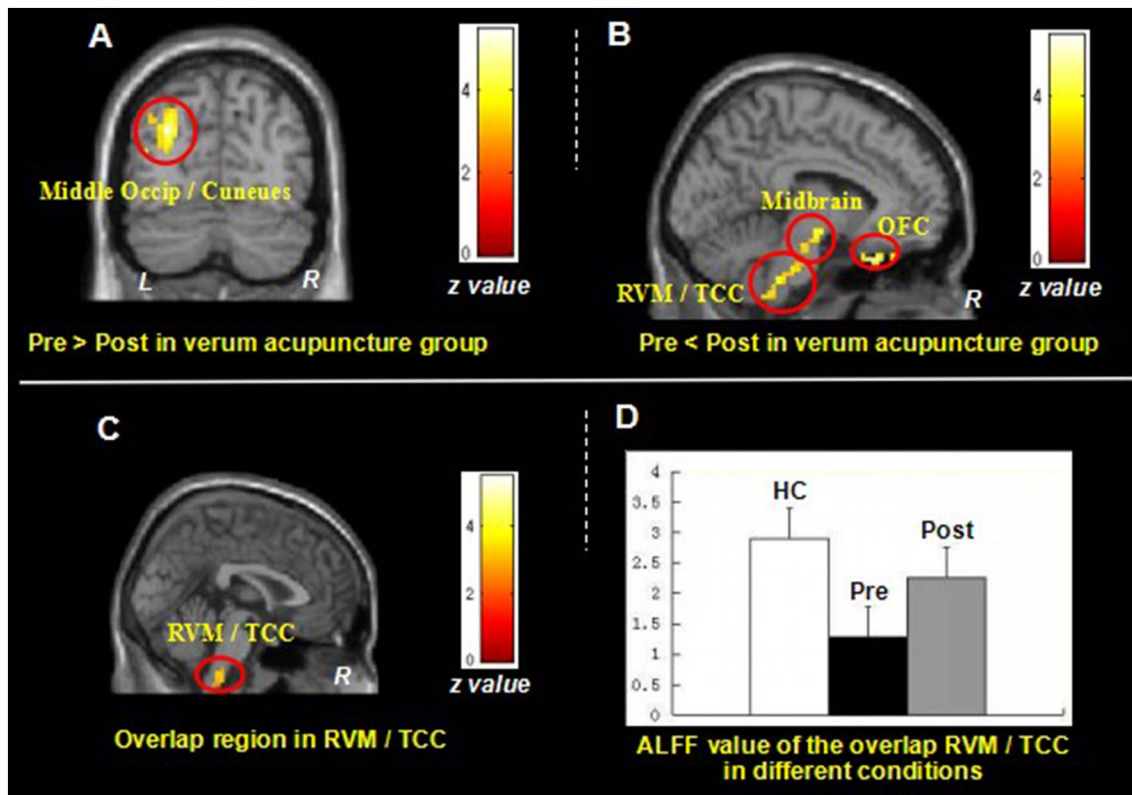 A
4
2
0
Middle Occip / Cuneues
L
R
z value
Pre > Post in verum acupuncture group
B
4
2
0
Midbrain
OFC
RVM / TCC
R
z value
Pre < Post in verum acupuncture group
C
4
2
0
RVM / TCC
R
z value
Overlap region in RVM / TCC
D
4
3.5
3
2.5
2
1.5
1
0.5
0
HC
Pre
Post
ALFF value of the overlap RVM / TCC
in different conditions